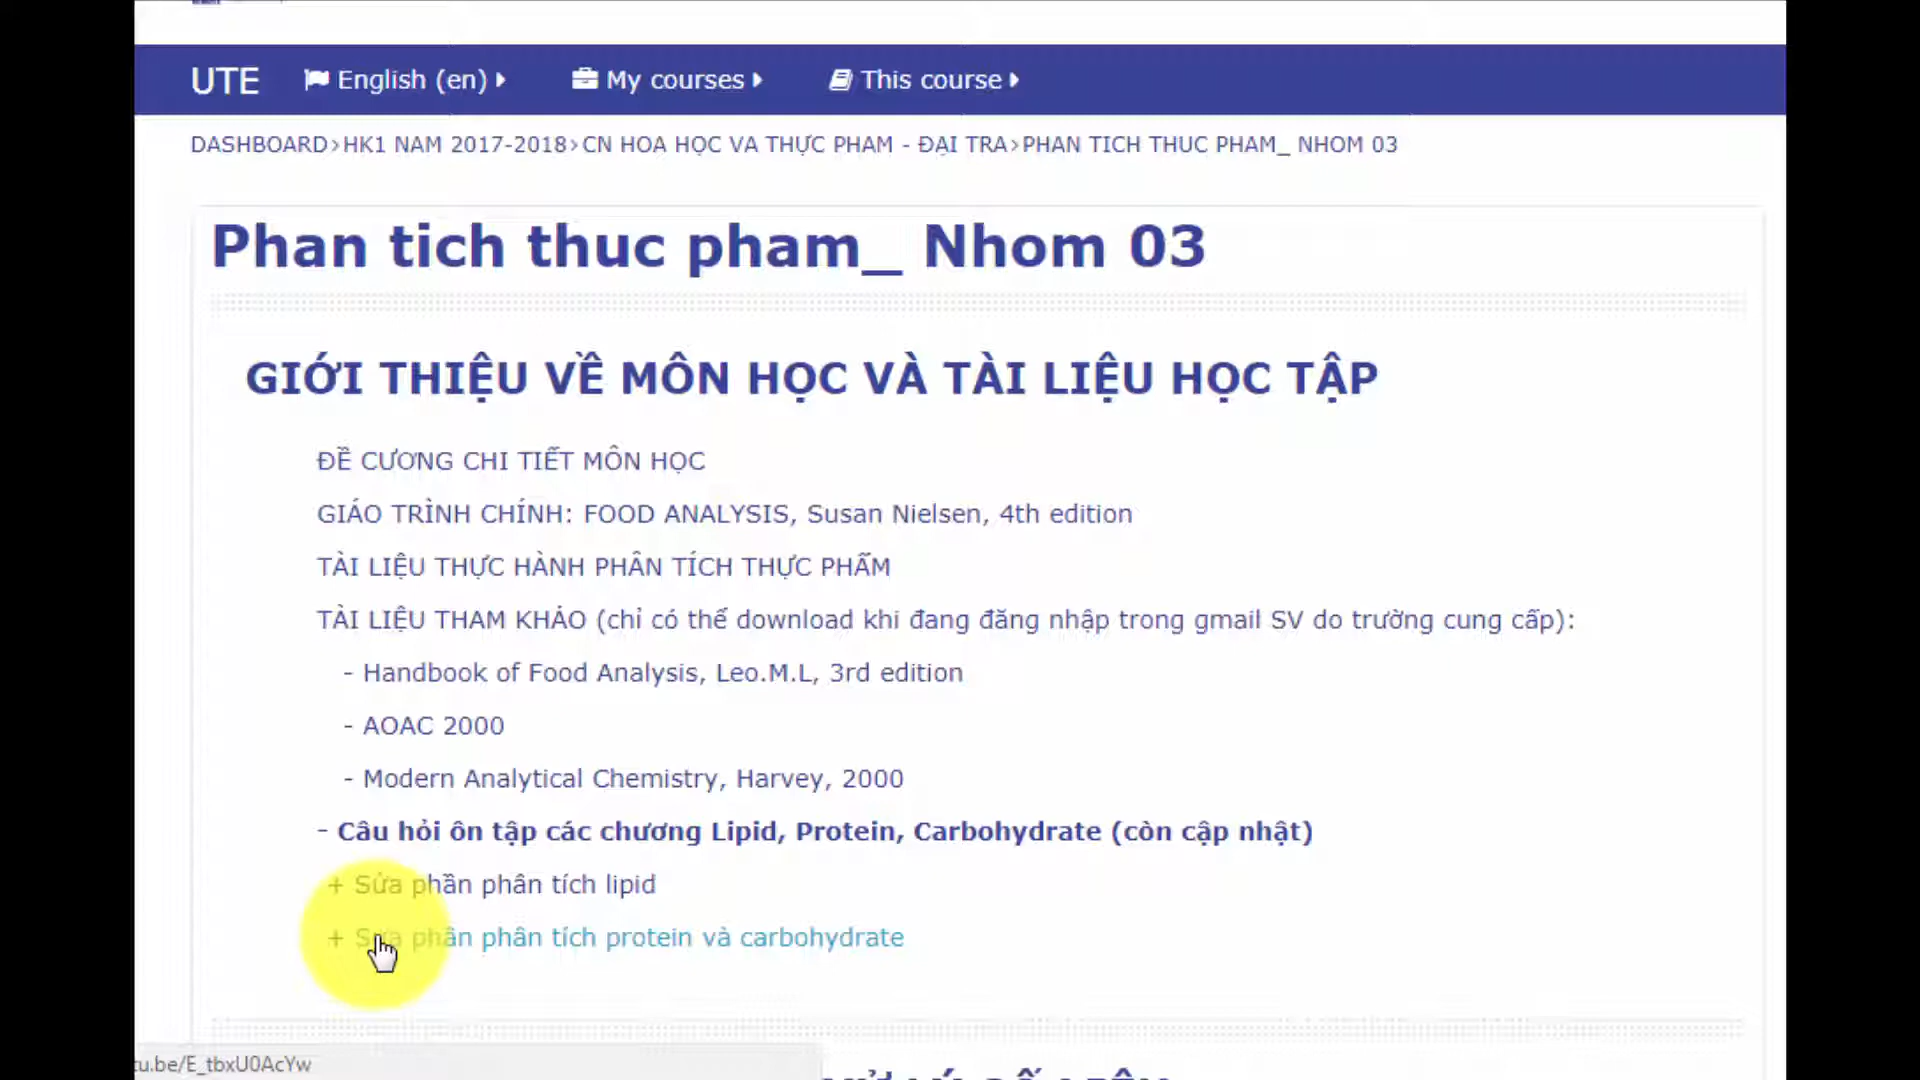 UTE English (en) My courses This course
DASHBOARD›HK1 NAM 2017-2018›CN HOA HỌC VA THỰC PHAM - ĐẠI TRA›PHAN TICH THUC PHAM_ NHOM 03
Phan tich thuc pham_ Nhom 03
GIỚI THIỆU VỀ MÔN HỌC VÀ TÀI LIỆU HỌC TẬP
ĐỀ CƯƠNG CHI TIẾT MÔN HỌC
GIÁO TRÌNH CHÍNH: FOOD ANALYSIS, Susan Nielsen, 4th edition
TÀI LIỆU THỰC HÀNH PHÂN TÍCH THỰC PHẨM
TÀI LIỆU THAM KHẢO (chỉ có thể download khi đang đăng nhập trong gmail SV do trường cung cấp):
- Handbook of Food Analysis, Leo.M.L, 3rd edition
- AOAC 2000
- Modern Analytical Chemistry, Harvey, 2000
- Câu hỏi ôn tập các chương Lipid, Protein, Carbohydrate (còn cập nhật)
+ Sửa phần phân tích lipid
+ Sửa phần phân tích protein và carbohydrate
tu.be/E_tbxU0AcYw